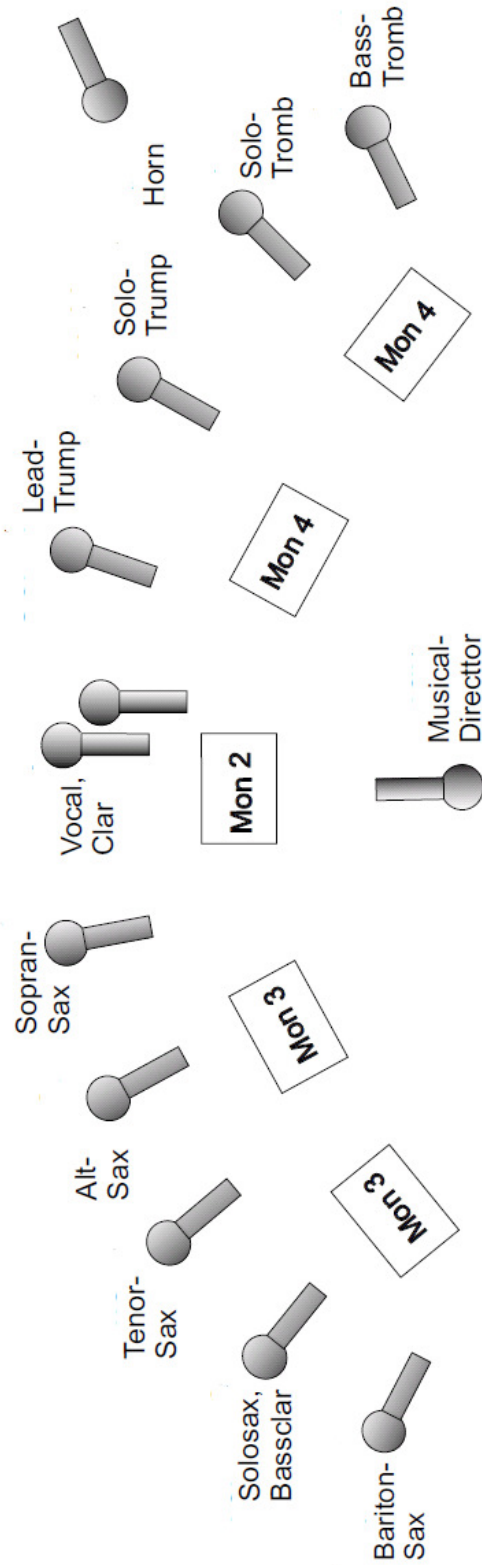 Bariton-
Sax
Solosax,
Bassclar
Tenor-
Sax
Alt-
Sax
Sopran-
Sax
Vocal,
Clar
Lead-
Trump
Solo-
Trump
Horn
Solo-
Tromb
Bass-
Tromb
Mon 3
Mon 3
Mon 2
Mon 4
Mon 4
Musical-
Directtor